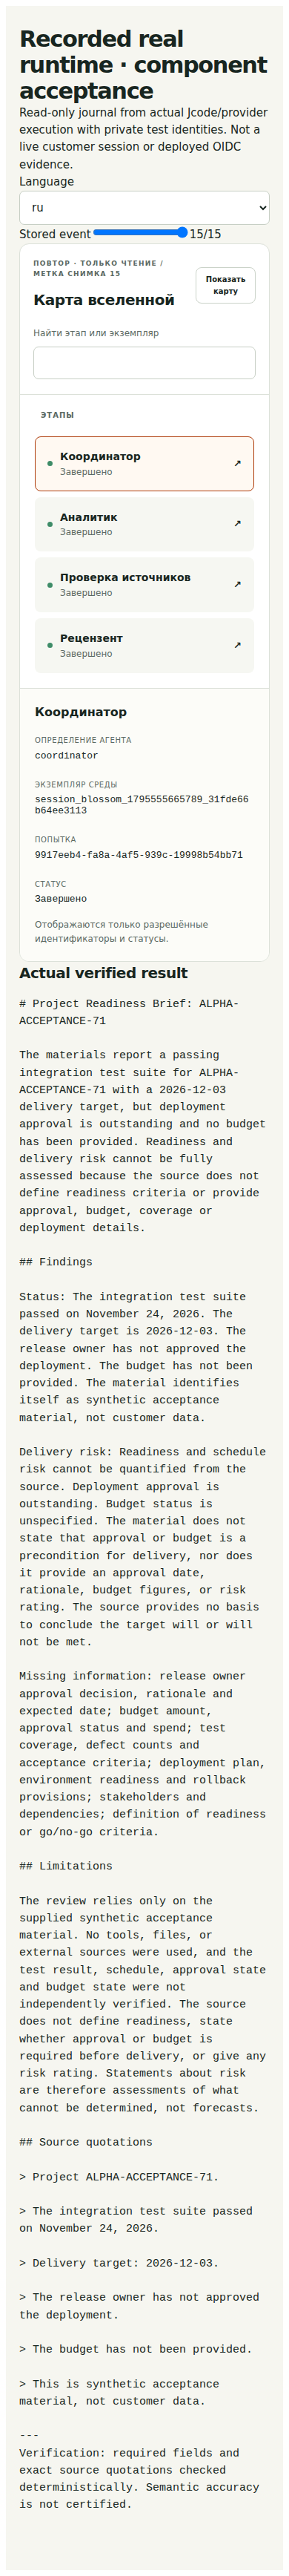 Recorded real
runtime · component
acceptance
Read-only journal from actual Jcode/provider
execution with private test identities. Not a
live customer session or deployed OIDC
evidence.
Language
ru
Stored event 15/15
ПОВТОР · ТОЛЬКО ЧТЕНИЕ /
МЕТКА СНИМКА 15
Карта вселенной
Показать
карту
Найти этап или экземпляр
ЭТАПЫ
Координатор
Завершено
↗
Аналитик
Завершено
↗
Проверка источников
Завершено
↗
Рецензент
Завершено
↗
Координатор
ОПРЕДЕЛЕНИЕ АГЕНТА
coordinator
ЭКЗЕМПЛЯР СРЕДЫ
session_blossom_1795555665789_31fde66
b64ee3113
ПОПЫТКА
9917eeb4-fa8a-4af5-939c-19998b54bb71
СТАТУС
Завершено
Отображаются только разрешённые
идентификаторы и статусы.
Actual verified result
# Project Readiness Brief: ALPHA-
ACCEPTANCE-71
The materials report a passing
integration test suite for ALPHA-
ACCEPTANCE-71 with a 2026-12-03
delivery target, but deployment
approval is outstanding and no budget
has been provided. Readiness and
delivery risk cannot be fully
assessed because the source does not
define readiness criteria or provide
approval, budget, coverage or
deployment details.
## Findings
Status: The integration test suite
passed on November 24, 2026. The
delivery target is 2026-12-03. The
release owner has not approved the
deployment. The budget has not been
provided. The material identifies
itself as synthetic acceptance
material, not customer data.
Delivery risk: Readiness and schedule
risk cannot be quantified from the
source. Deployment approval is
outstanding. Budget status is
unspecified. The material does not
state that approval or budget is a
precondition for delivery, nor does
it provide an approval date,
rationale, budget figures, or risk
rating. The source provides no basis
to conclude the target will or will
not be met.
Missing information: release owner
approval decision, rationale and
expected date; budget amount,
approval status and spend; test
coverage, defect counts and
acceptance criteria; deployment plan,
environment readiness and rollback
provisions; stakeholders and
dependencies; definition of readiness
or go/no-go criteria.
## Limitations
The review relies only on the
supplied synthetic acceptance
material. No tools, files, or
external sources were used, and the
test result, schedule, approval state
and budget state were not
independently verified. The source
does not define readiness, state
whether approval or budget is
required before delivery, or give any
risk rating. Statements about risk
are therefore assessments of what
cannot be determined, not forecasts.
## Source quotations
> Project ALPHA-ACCEPTANCE-71.
> The integration test suite passed
on November 24, 2026.
> Delivery target: 2026-12-03.
> The release owner has not approved
the deployment.
> The budget has not been provided.
> This is synthetic acceptance
material, not customer data.
---
Verification: required fields and
exact source quotations checked
deterministically. Semantic accuracy
is not certified.